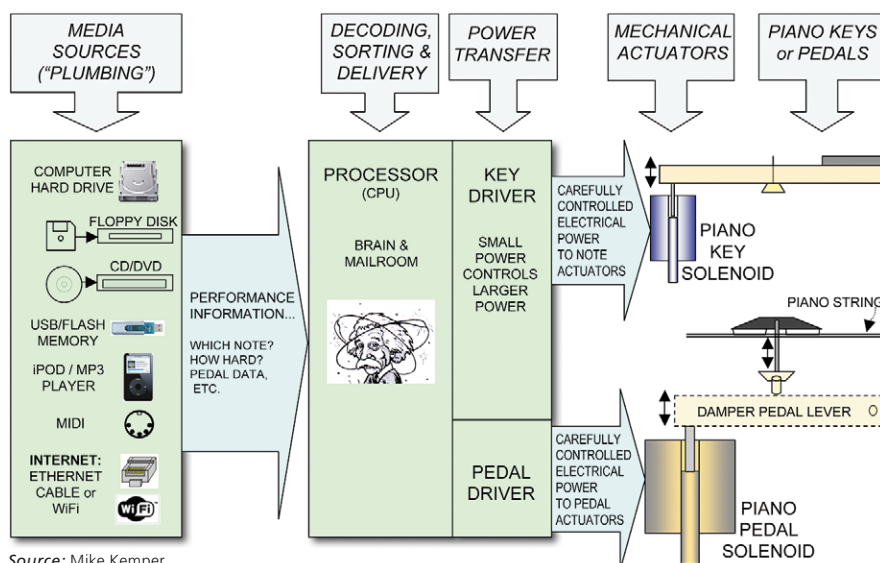 MEDIA
SOURCES
("PLUMBING")
DECODING,
SORTING &
DELIVERY
POWER
TRANSFER
MECHANICAL
ACTUATORS
PIANO KEYS
or PEDALS
COMPUTER
HARD DRIVE
FLOPPY DISK
CD/DVD
USB/FLASH
MEMORY
iPOD / MP3
PLAYER
MIDI
INTERNET:
ETHERNET
CABLE or
WiFi
Wi Fi
PERFORMANCE
INFORMATION...
WHICH NOTE?
HOW HARD?
PEDAL DATA,
ETC.
PROCESSOR
(CPU)
BRAIN &
MAILROOM
KEY
DRIVER
SMALL
POWER
CONTROLS
LARGER
POWER
PEDAL
DRIVER
CAREFULLY
CONTROLLED
ELECTRICAL
POWER
TO NOTE
ACTUATORS
CAREFULLY
CONTROLLED
ELECTRICAL
POWER
TO PEDAL
ACTUATORS
PIANO
KEY
SOLENOID
PIANO STRING
DAMPER PEDAL LEVER
PIANO
PEDAL
SOLENOID
Source: Mike Kemper